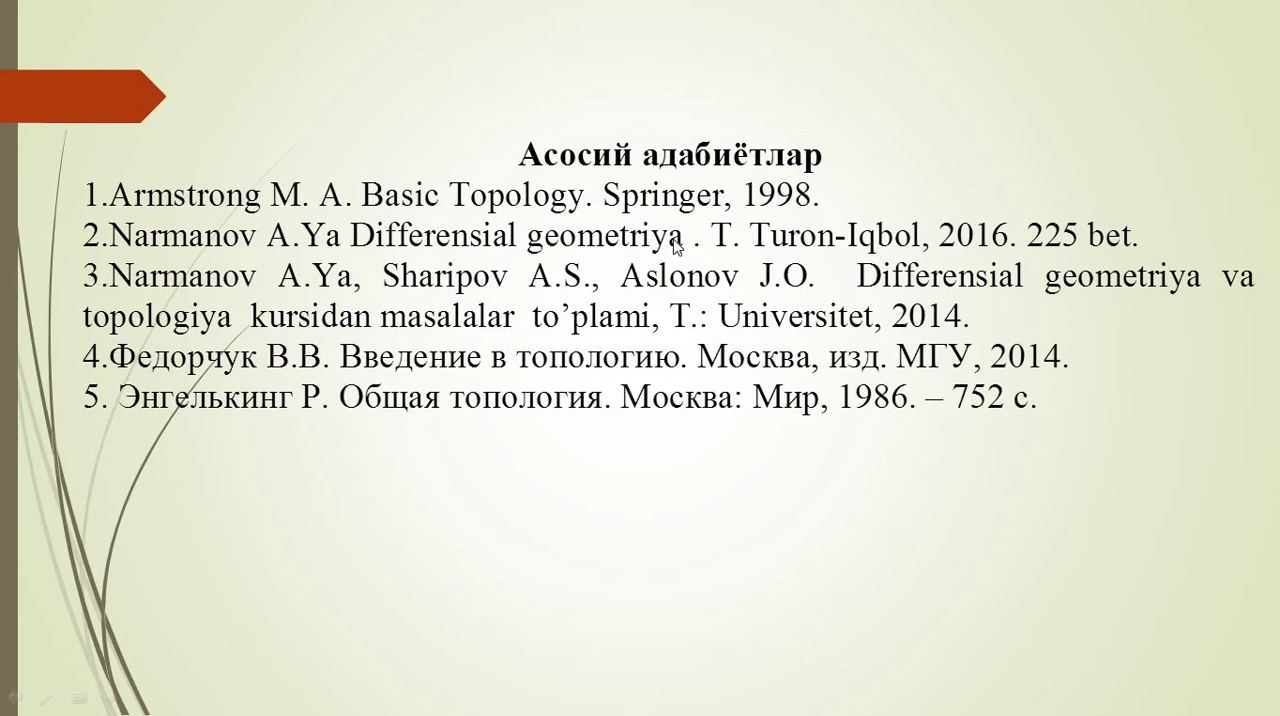 Асосий адабиётлар
1.Armstrong M. A. Basic Topology. Springer, 1998.
2.Narmanov A.Ya Differensial geometriya . T. Turon-Iqbol, 2016. 225 bet.
3.Narmanov A.Ya, Sharipov A.S., Aslonov J.O. Differensial geometriya va
topologiya kursidan masalalar to’plami, T.: Universitet, 2014.
4.Федорчук В.В. Введение в топологию. Москва, изд. МГУ, 2014.
5. Энгелькинг Р. Общая топология. Москва: Мир, 1986. – 752 с.